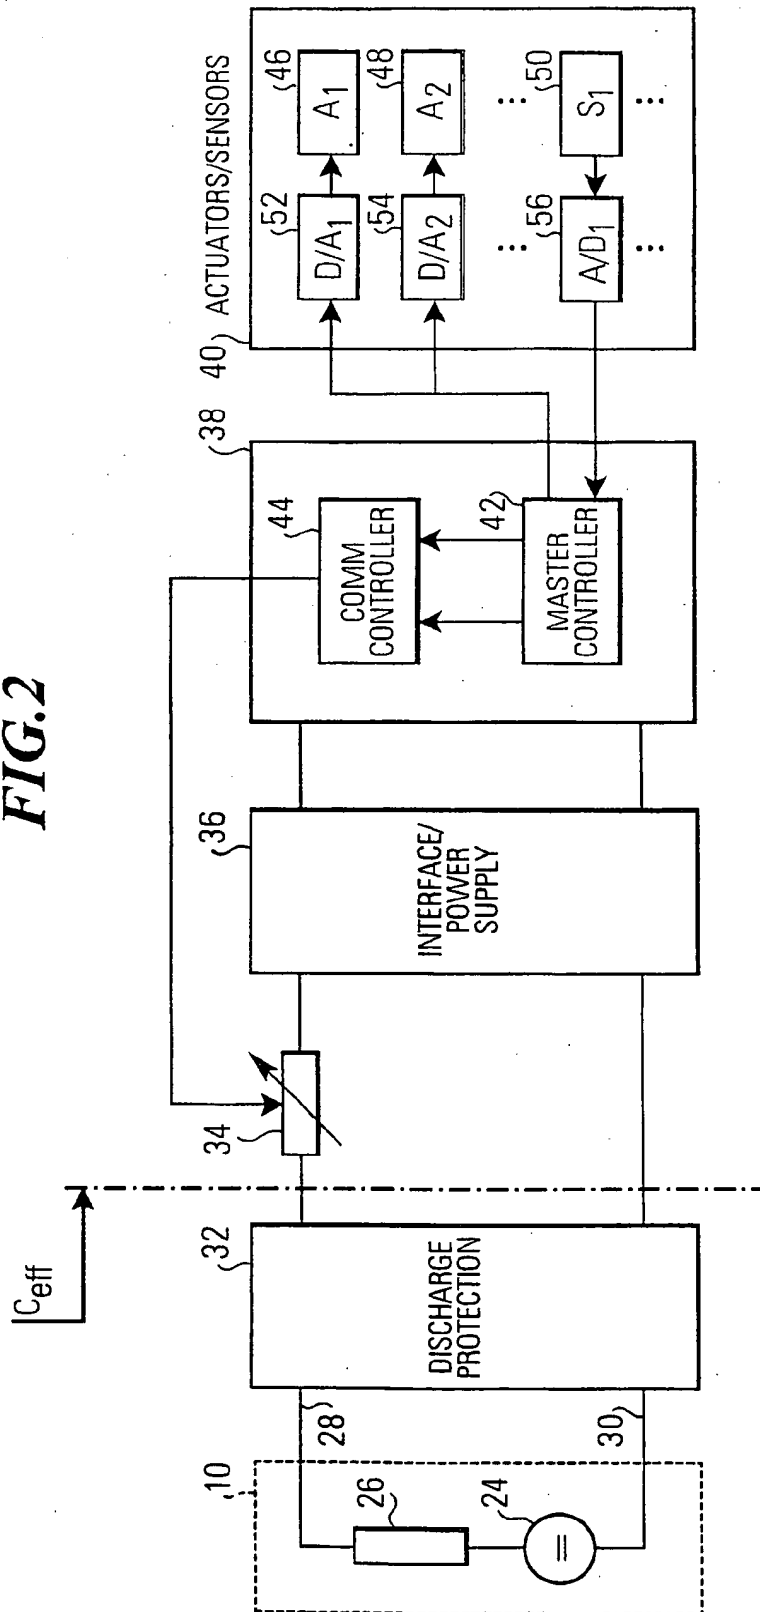 FIG.2
Ceff
10
26
24
=
28
30
32
DISCHARGE
PROTECTION
34
36
INTERFACE/
POWER
SUPPLY
38
44
COMM
CONTROLLER
42
MASTER
CONTROLLER
40
ACTUATORS/SENSORS
52
D/A1
46
A1
54
D/A2
48
A2
...
...
56
A/D1
50
S1
...
...